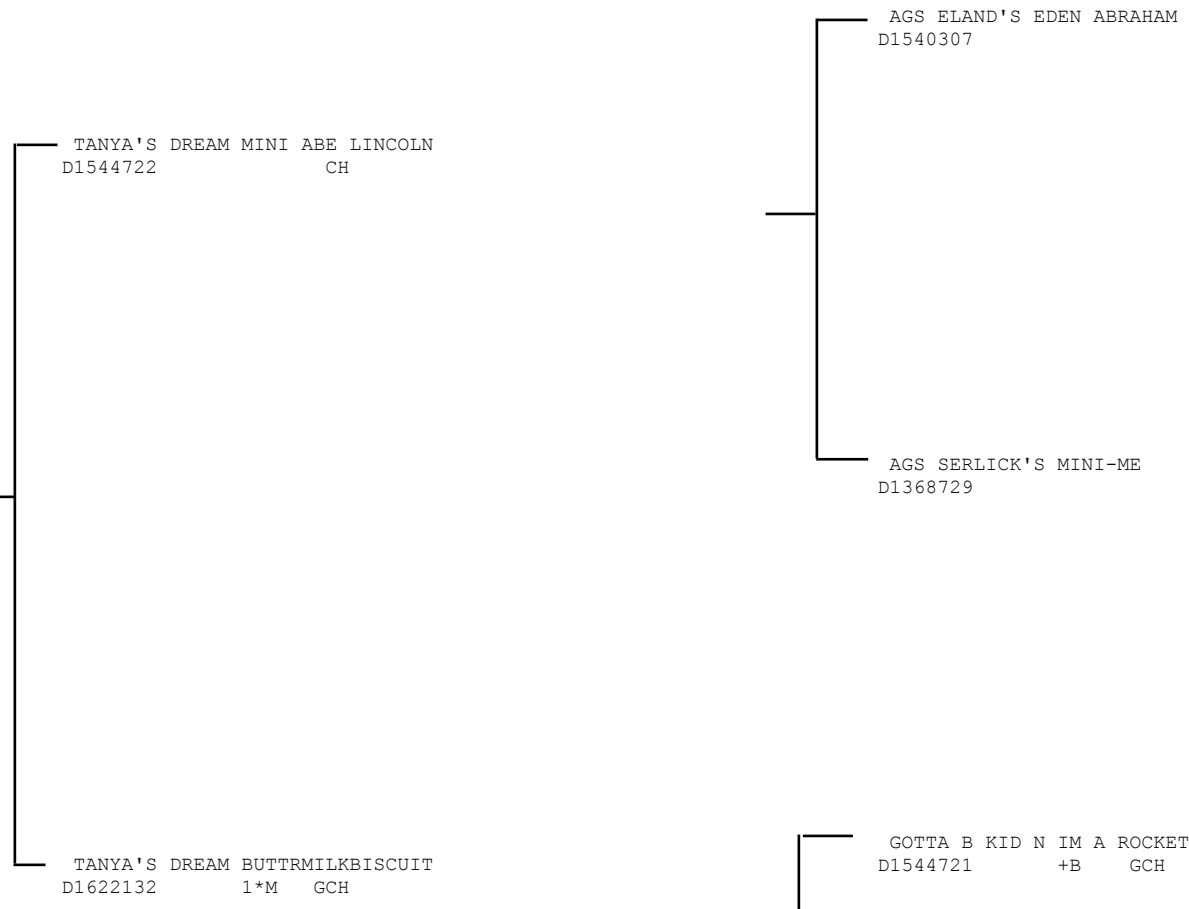 AGS ELAND'S EDEN ABRAHAM
D1540307
TANYA'S DREAM MINI ABE LINCOLN
D1544722 CH
AGS SERLICK'S MINI-ME
D1368729
GOTTA B KID N IM A ROCKET
D1544721 +B GCH
TANYA'S DREAM BUTTRMILKBISCUIT
D1622132 1*M GCH